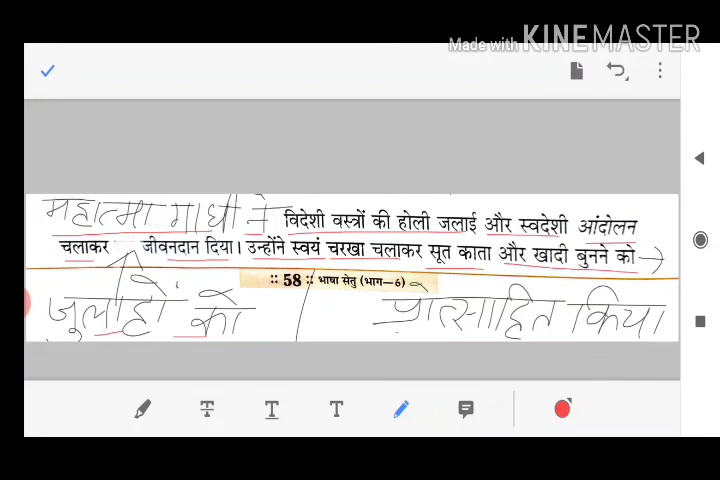 Made with KINEMASTER
महात्मा गाधी ने विदेशी वस्त्रों की होली जलाई और स्वदेशी आंदोलन
चलाकर जीवनदान दिया। उन्होंने स्वयं चरखा चलाकर सूत काता और खादी बुनने को →
:: 58 :: भाषा सेतु (भाग–6)
जुलाहों को प्रोत्साहित किया